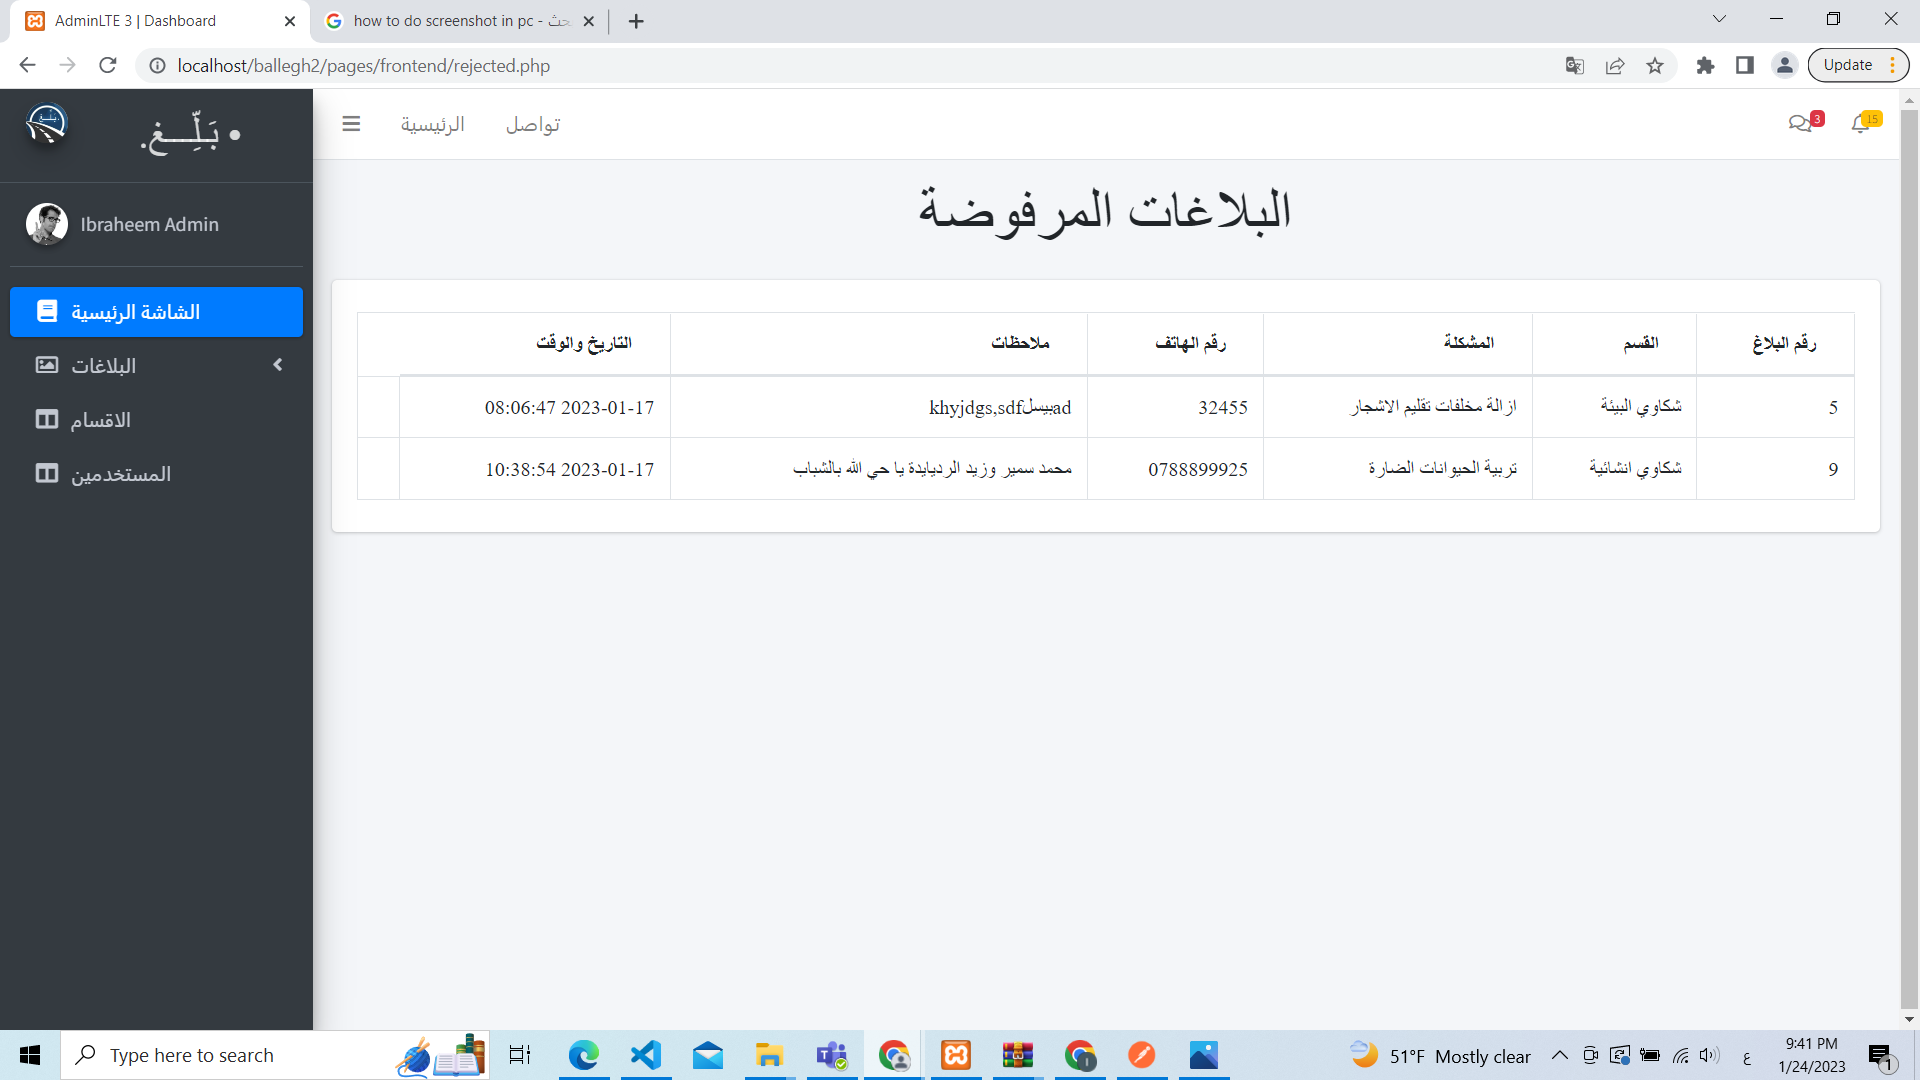 AdminLTE 3 | Dashboard
how to do screenshot in pc - بحث
localhost/ballegh2/pages/frontend/rejected.php
Update
• بَلِّـــغ.
الرئيسية
تواصل
3
15
Ibraheem Admin
الشاشة الرئيسية
البلاغات
الاقسام
المستخدمين
البلاغات المرفوضة
رقم البلاغ القسم المشكلة رقم الهاتف ملاحظات التاريخ والوقت
5 شكاوي البيئة ازالة مخلفات تقليم الاشجار 32455 khyjdgs,sdfبيسلad 2023-01-17 08:06:47
9 شكاوي انشائية تربية الحيوانات الضارة 0788899925 محمد سمير وزيد الرديايدة يا حي الله بالشباب 2023-01-17 10:38:54
Type here to search
51°F Mostly clear
ع
9:41 PM
1/24/2023
1